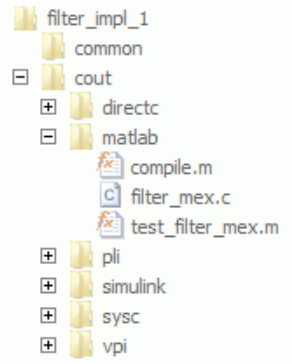 filter_impl_1
common
cout
directc
matlab
compile.m
filter_mex.c
test_filter_mex.m
pli
simulink
sysc
vpi